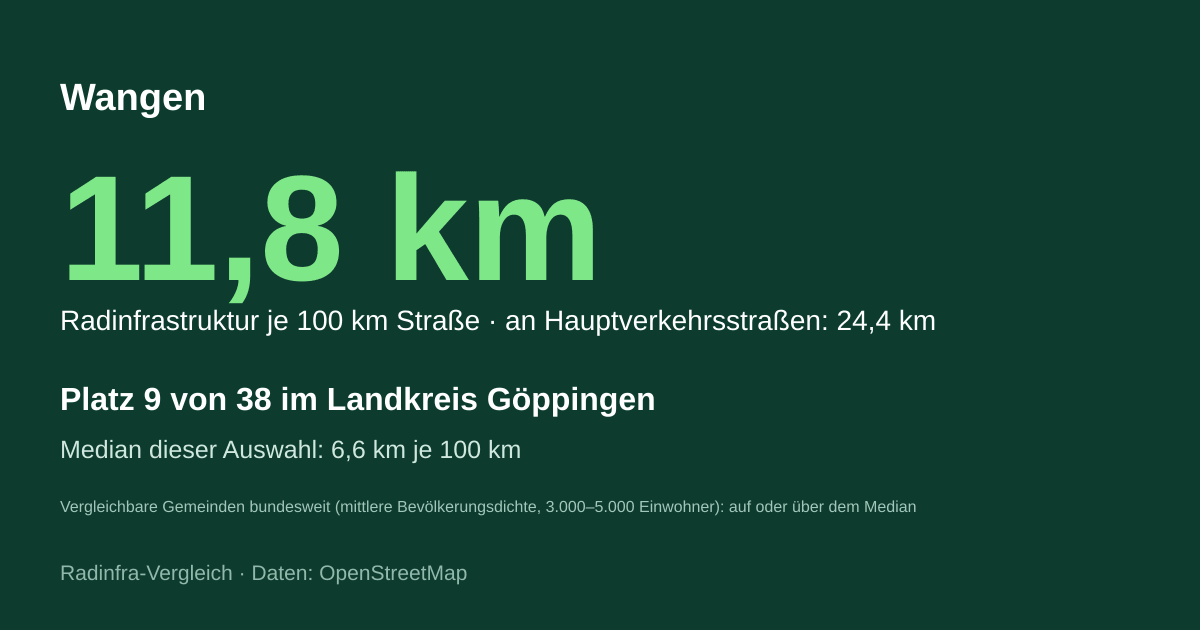 Wangen
11,8 km
Radinfrastruktur je 100 km Straße · an Hauptverkehrsstraßen: 24,4 km
Platz 9 von 38 im Landkreis Göppingen
Median dieser Auswahl: 6,6 km je 100 km
Vergleichbare Gemeinden bundesweit (mittlere Bevölkerungsdichte, 3.000–5.000 Einwohner): auf oder über dem Median
Radinfra-Vergleich · Daten: OpenStreetMap